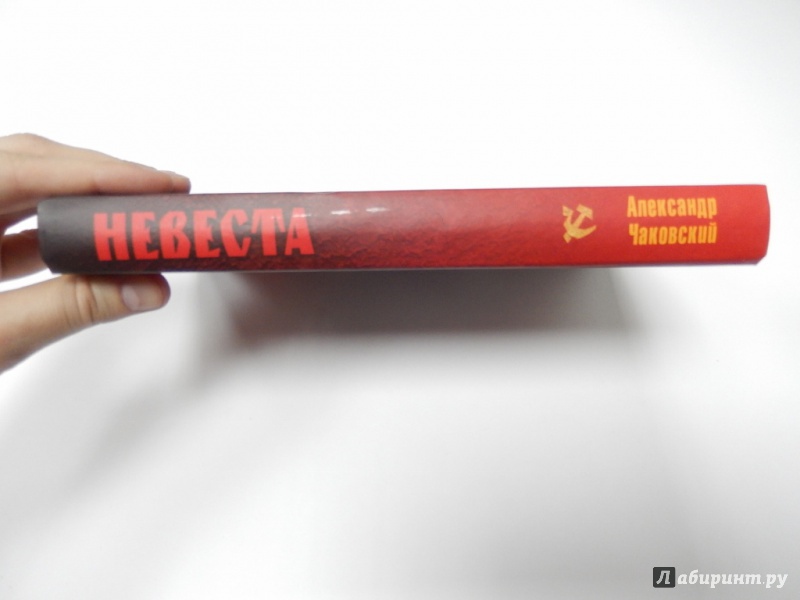 НЕВЕСТА
Александр
Чаковский
Лабиринт.ру